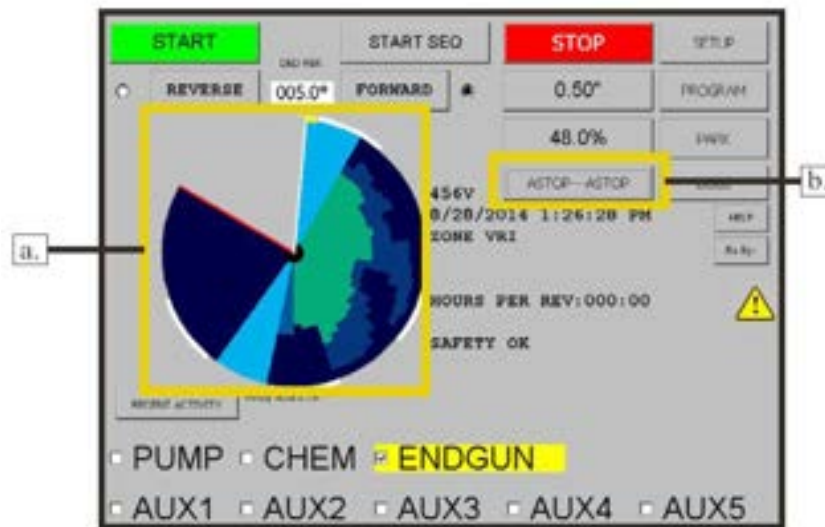 START START SEQ STOP SETUP
REVERSE 005.0° FORWARD 0.50" PROGRAM
48.0% PARK
ASTOP---ASTOP
b.
456V
8/28/2014 1:26:28 PM HELP
ZONE VRI
a.
HOURS PER REV:000:00
SAFETY OK
RECENT ACTIVITY
PUMP CHEM ENDGUN
AUX1 AUX2 AUX3 AUX4 AUX5